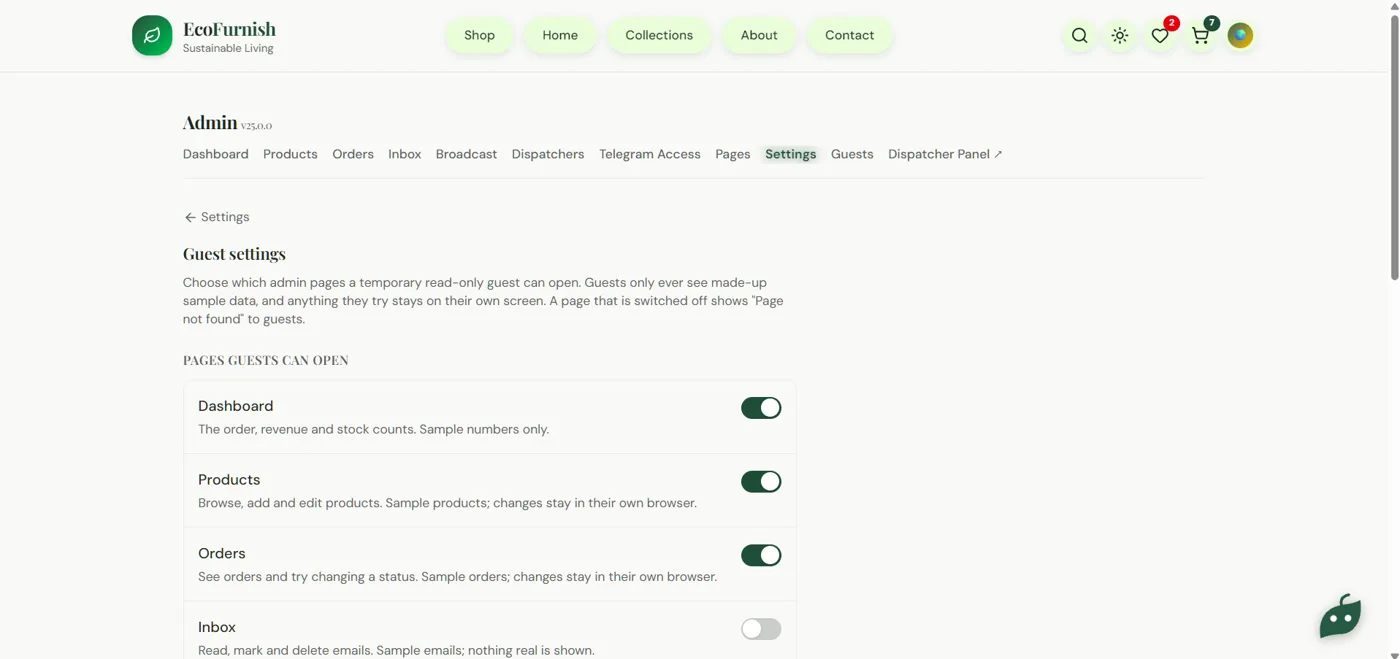 EcoFurnish
Sustainable Living
Shop
Home
Collections
About
Contact
2
7
Admin v25.0.0
Dashboard
Products
Orders
Inbox
Broadcast
Dispatchers
Telegram Access
Pages
Settings
Guests
Dispatcher Panel ↗
← Settings
Guest settings
Choose which admin pages a temporary read-only guest can open. Guests only ever see made-up
sample data, and anything they try stays on their own screen. A page that is switched off shows "Page
not found" to guests.
PAGES GUESTS CAN OPEN
Dashboard
The order, revenue and stock counts. Sample numbers only.
Products
Browse, add and edit products. Sample products; changes stay in their own browser.
Orders
See orders and try changing a status. Sample orders; changes stay in their own browser.
Inbox
Read, mark and delete emails. Sample emails; nothing real is shown.